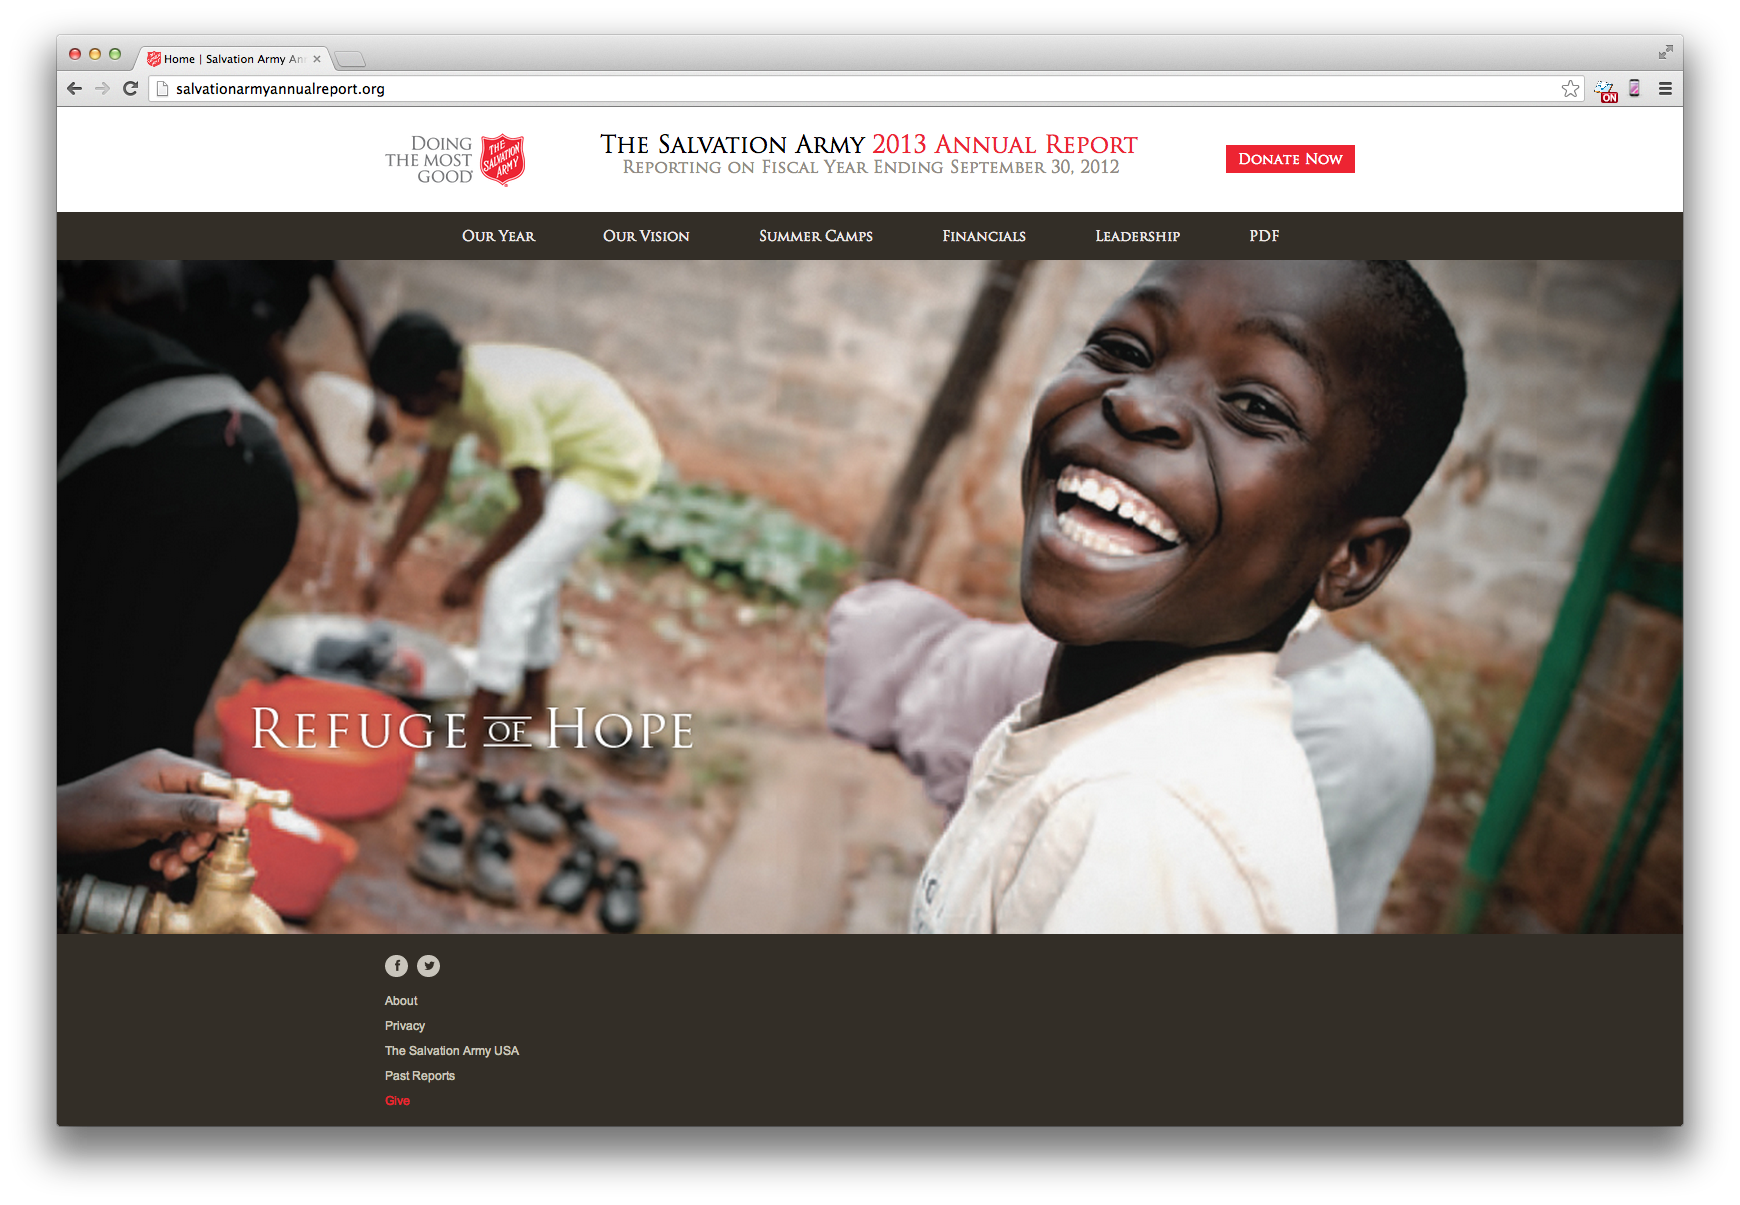 Home | Salvation Army An
salvationarmyannualreport.org
ON
DOING
THE MOST
GOOD
THE
SALVATION
ARMY
THE SALVATION ARMY 2013 ANNUAL REPORT
REPORTING ON FISCAL YEAR ENDING SEPTEMBER 30, 2012
DONATE NOW
OUR YEAR
OUR VISION
SUMMER CAMPS
FINANCIALS
LEADERSHIP
PDF
REFUGE OF HOPE
About
Privacy
The Salvation Army USA
Past Reports
Give